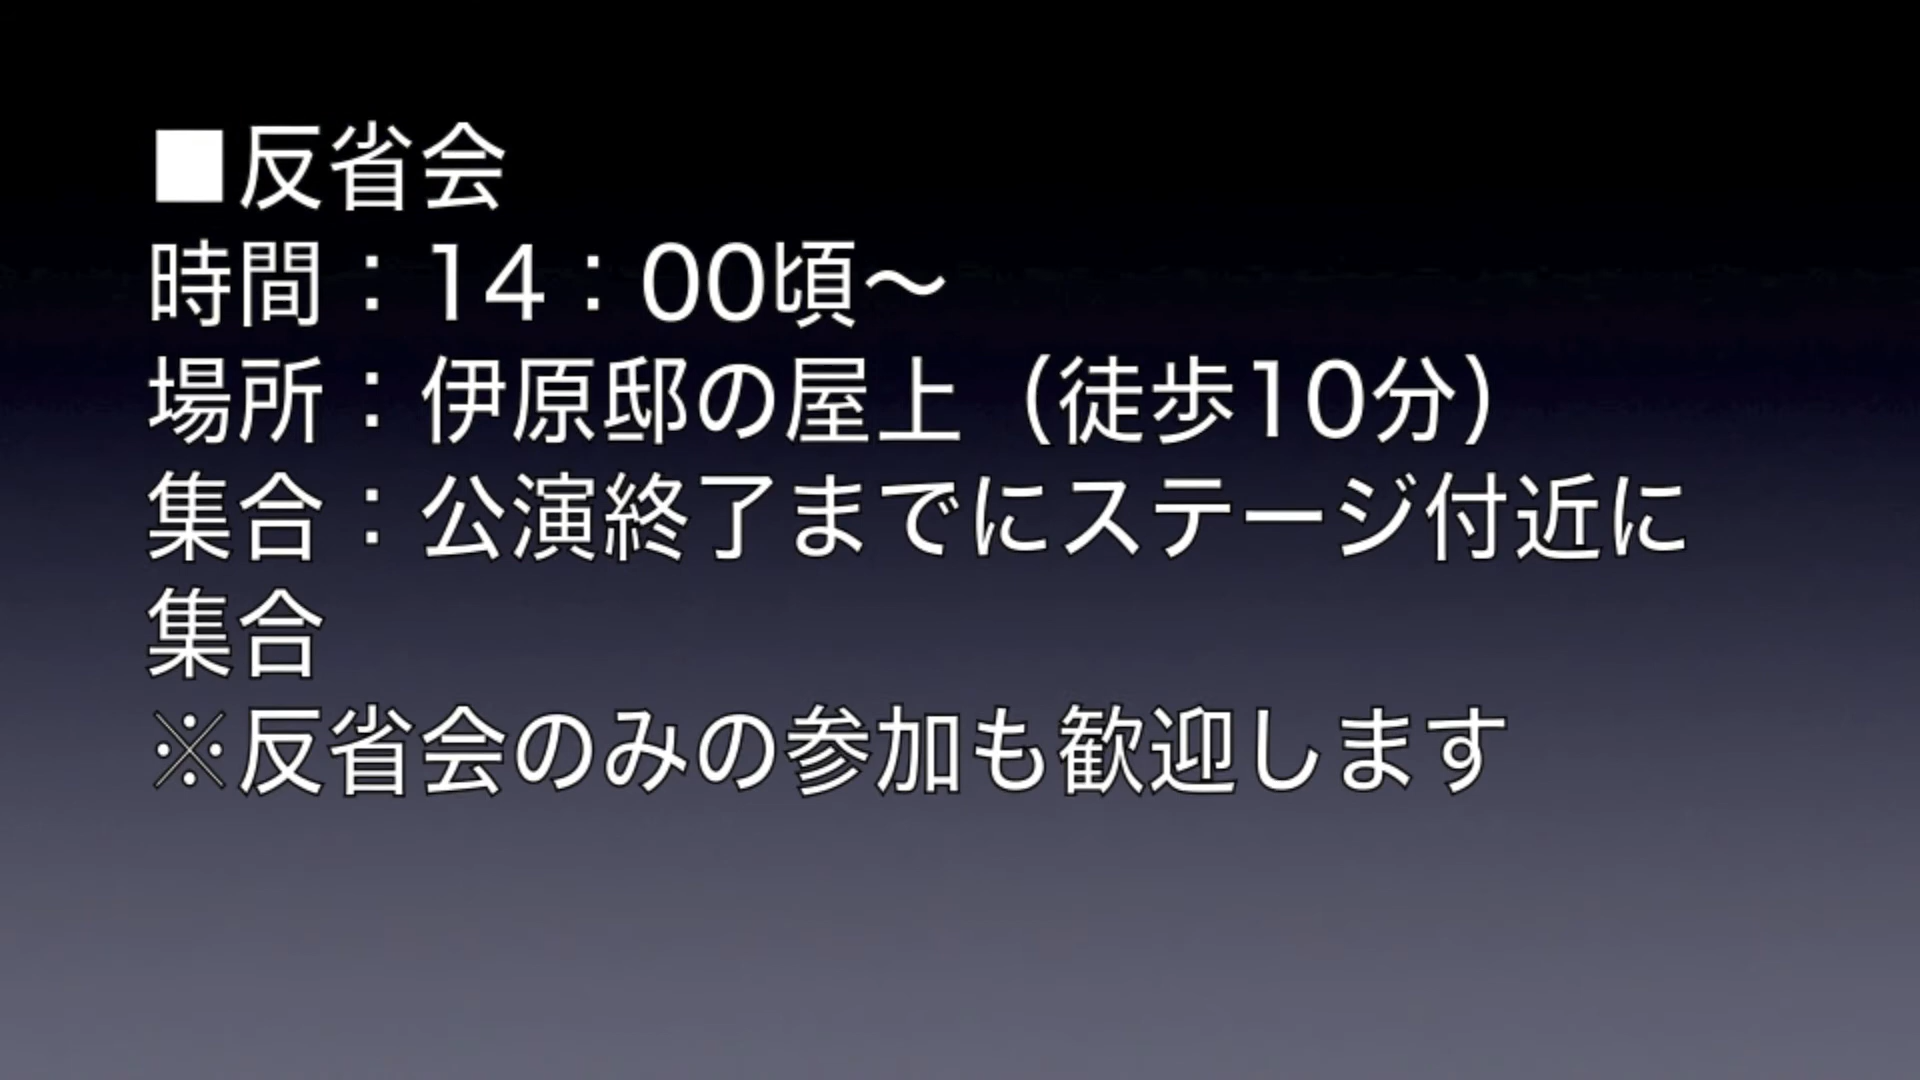 ■反省会
時間：14：00頃～
場所：伊原邸の屋上（徒歩10分）
集合：公演終了までにステージ付近に
集合
※反省会のみの参加も歓迎します